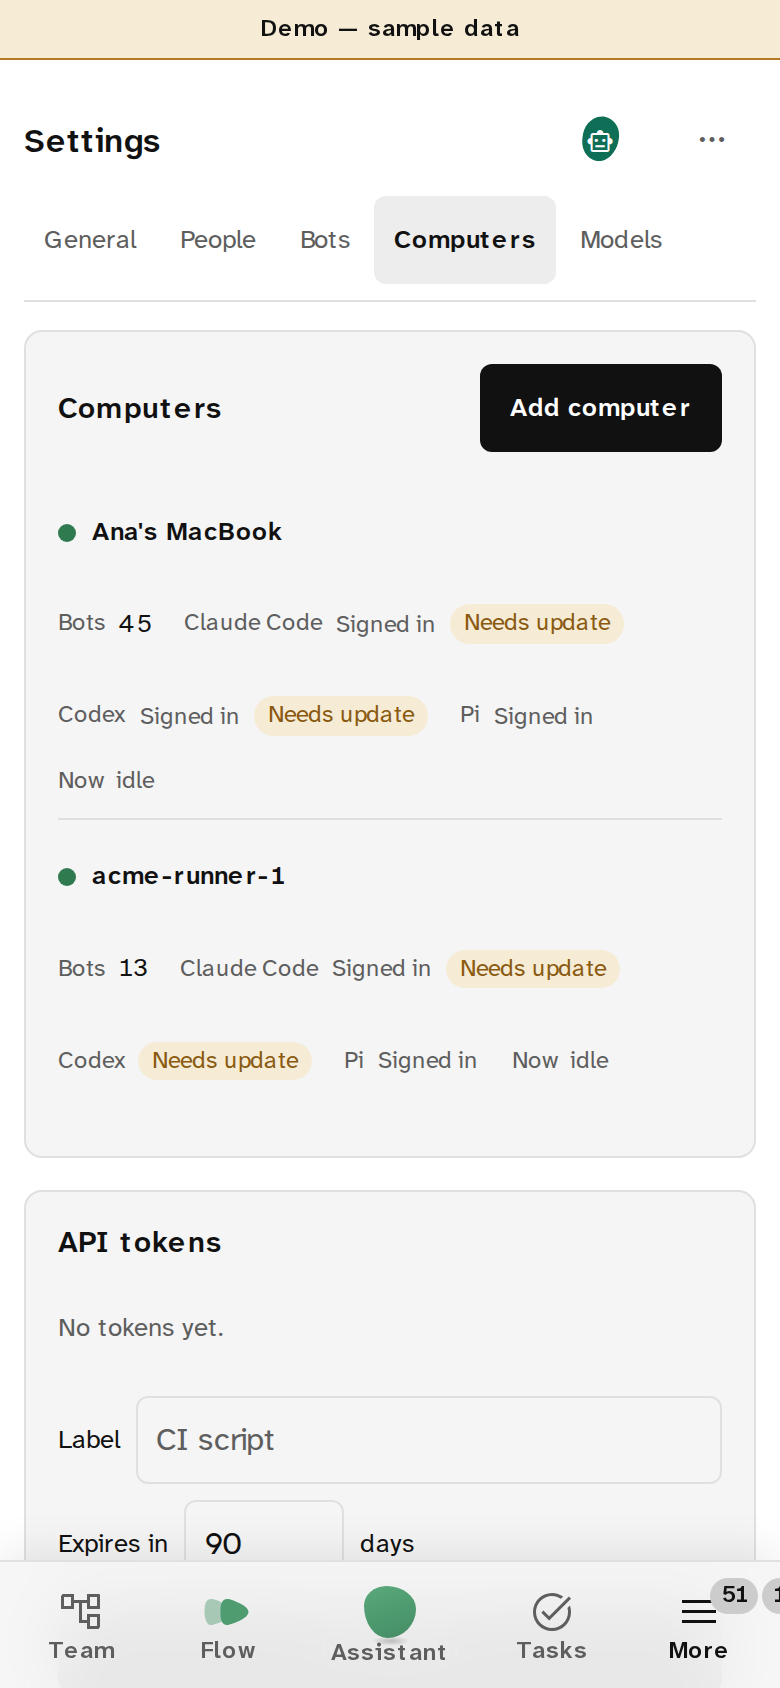 Demo — sample data
Settings
General People Bots Computers Models
Computers Add computer
Ana's MacBook
Bots 45 Claude Code Signed in Needs update
Codex Signed in Needs update Pi Signed in
Now idle
acme-runner-1
Bots 13 Claude Code Signed in Needs update
Codex Needs update Pi Signed in Now idle
API tokens
No tokens yet.
Label CI script
Expires in 90 days
51
Team Flow Assistant Tasks More